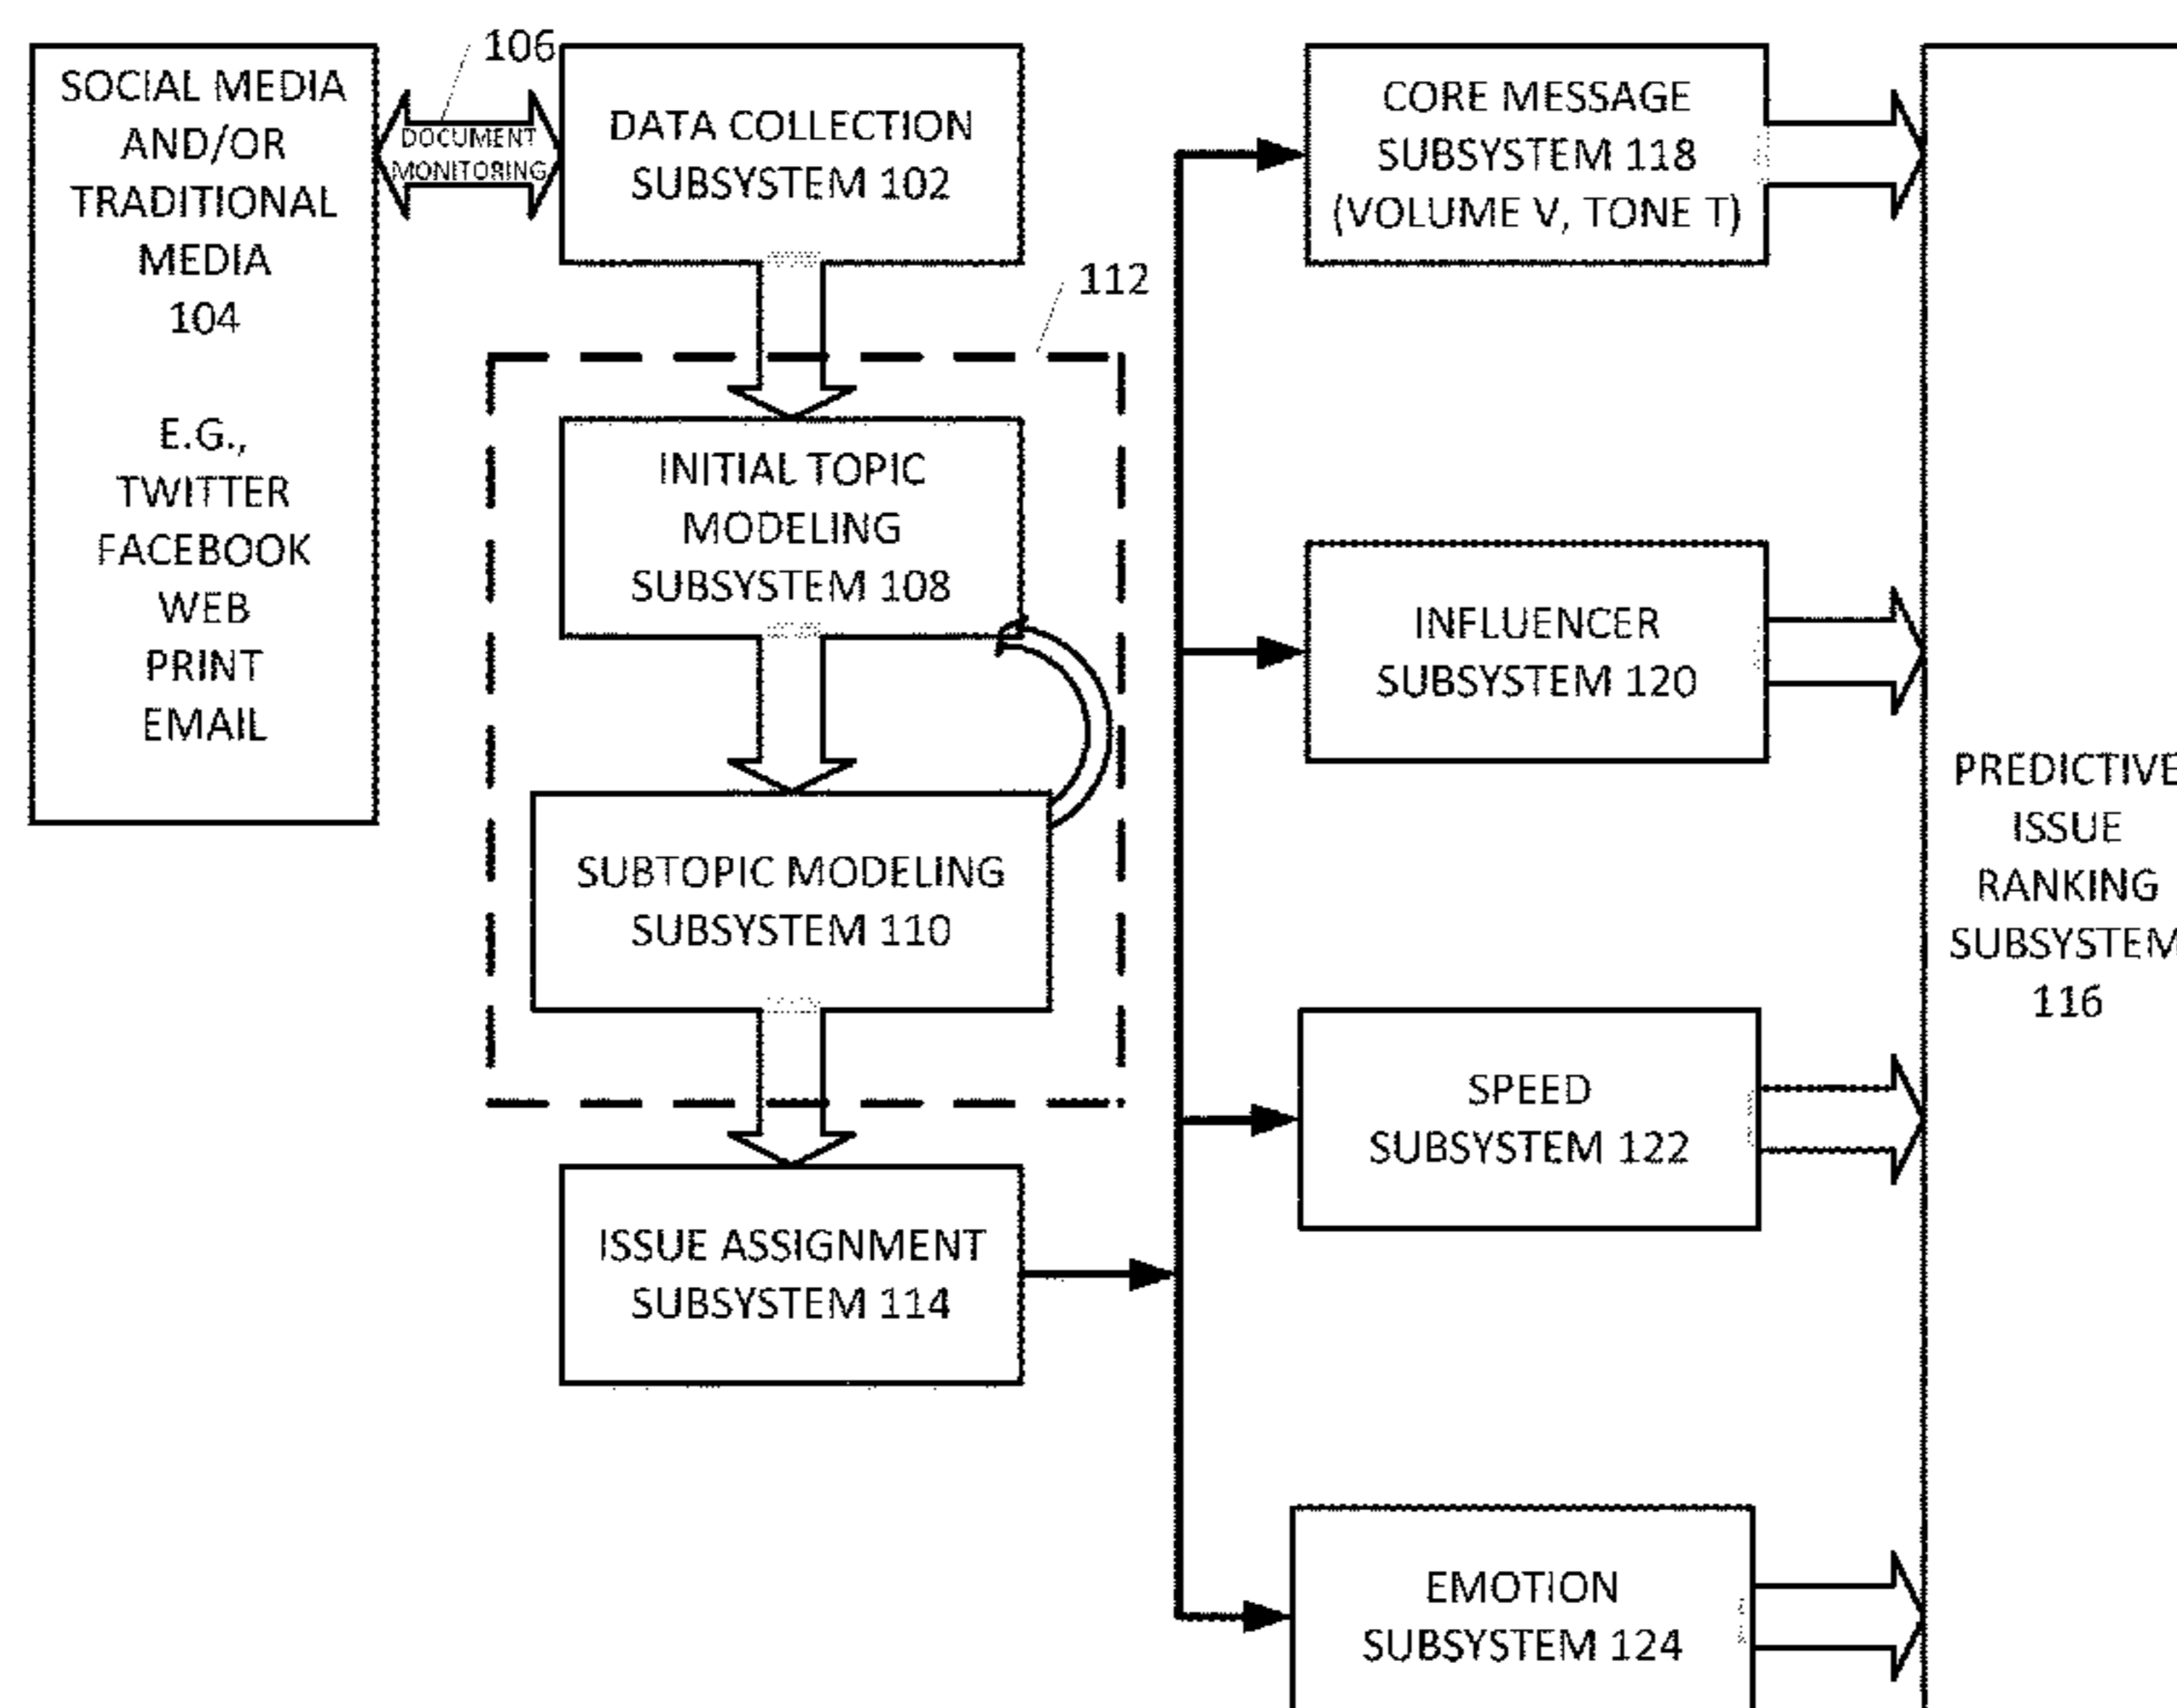 SOCIAL MEDIA
AND/OR
TRADITIONAL
MEDIA
104
E.G.,
TWITTER
FACEBOOK
WEB
PRINT
EMAIL
106
DOCUMENT
MONITORING
DATA COLLECTION
SUBSYSTEM 102
112
INITIAL TOPIC
MODELING
SUBSYSTEM 108
SUBTOPIC MODELING
SUBSYSTEM 110
ISSUE ASSIGNMENT
SUBSYSTEM 114
CORE MESSAGE
SUBSYSTEM 118
(VOLUME V, TONE T)
INFLUENCER
SUBSYSTEM 120
SPEED
SUBSYSTEM 122
EMOTION
SUBSYSTEM 124
PREDICTIVE
ISSUE
RANKING
SUBSYSTEM
116